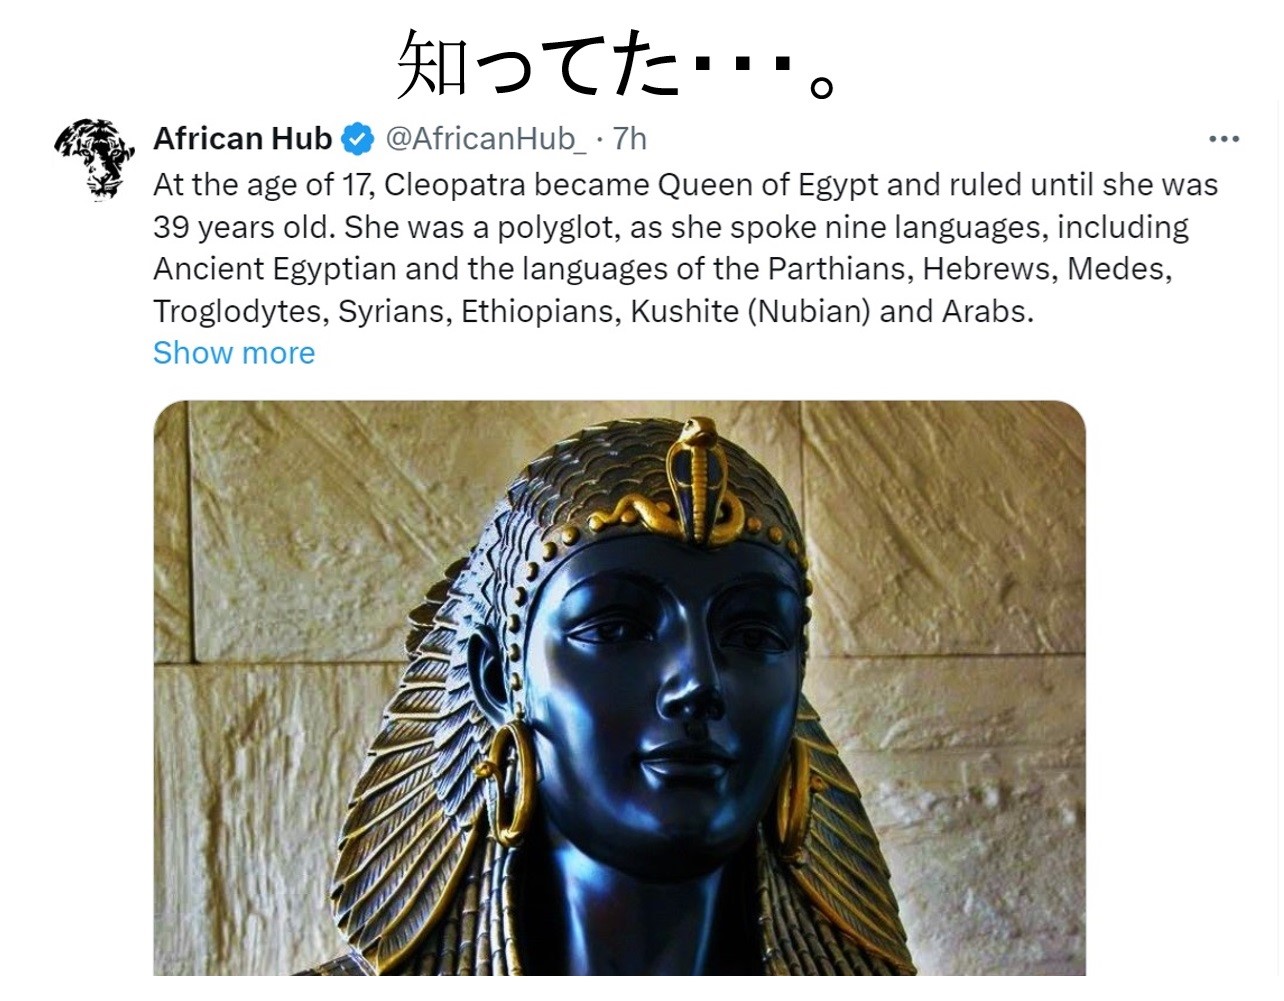 知ってた・・・。
African Hub @AfricanHub_ · 7h
At the age of 17, Cleopatra became Queen of Egypt and ruled until she was
39 years old. She was a polyglot, as she spoke nine languages, including
Ancient Egyptian and the languages of the Parthians, Hebrews, Medes,
Troglodytes, Syrians, Ethiopians, Kushite (Nubian) and Arabs.
Show more